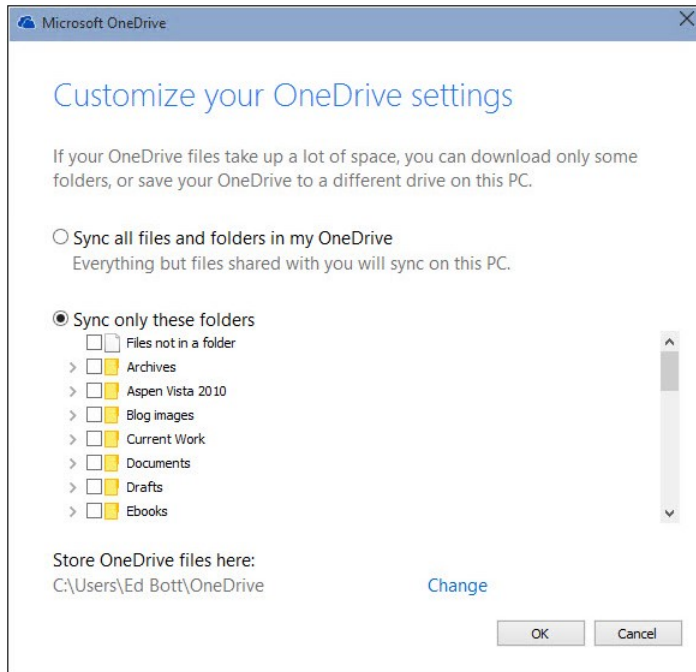 Microsoft OneDrive
Customize your OneDrive settings
If your OneDrive files take up a lot of space, you can download only some
folders, or save your OneDrive to a different drive on this PC.
Sync all files and folders in my OneDrive
Everything but files shared with you will sync on this PC.
Sync only these folders
Files not in a folder
Archives
Aspen Vista 2010
Blog images
Current Work
Documents
Drafts
Ebooks
Store OneDrive files here:
C:\Users\Ed Bott\OneDrive Change
OK Cancel